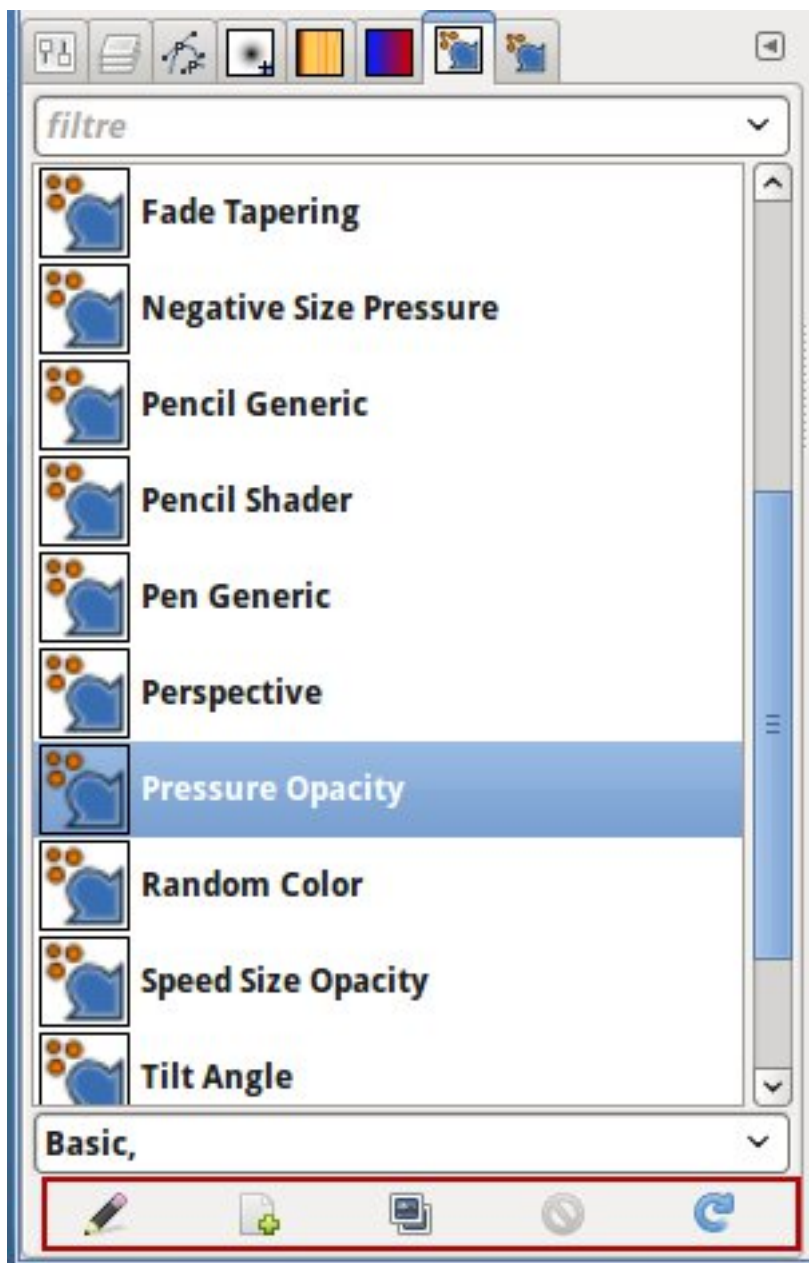 filtre
Fade Tapering
Negative Size Pressure
Pencil Generic
Pencil Shader
Pen Generic
Perspective
Pressure Opacity
Random Color
Speed Size Opacity
Tilt Angle
Basic,